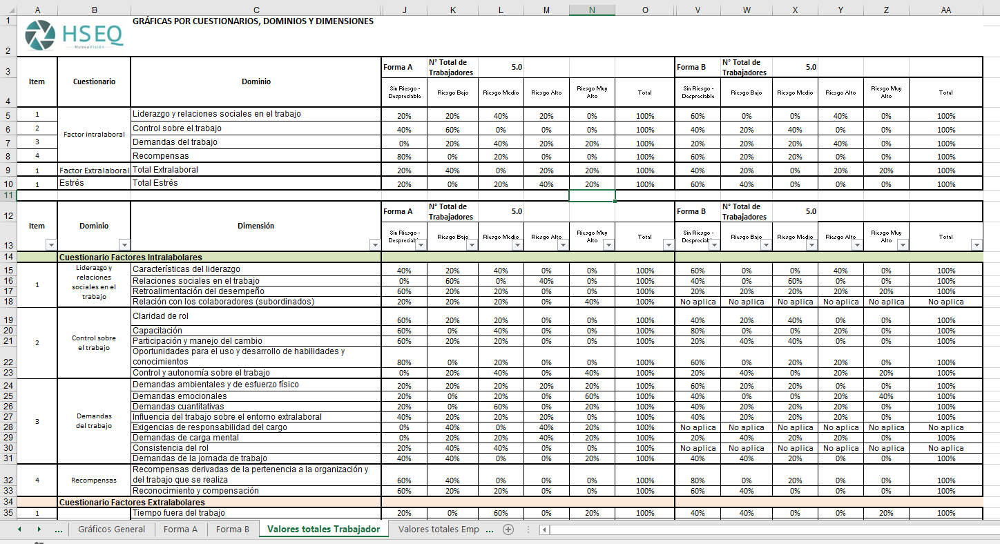 A B C J K L M N O V W X Y Z AA
1 GRÁFICAS POR CUESTIONARIOS, DOMINIOS Y DIMENSIONES
HSEQ
NuevaVisión
2
3 Item Cuestionario Dominio Forma A N° Total de Trabajadores 5.0 Forma B N° Total de Trabajadores 5.0
4 Sin Riesgo - Despreciable Riesgo Bajo Riesgo Medio Riesgo Alto Riesgo Muy Alto Total Sin Riesgo - Despreciable Riesgo Bajo Riesgo Medio Riesgo Alto Riesgo Muy Alto Total
5 1 Factor intralaboral Liderazgo y relaciones sociales en el trabajo 20% 20% 40% 20% 0% 100% 60% 0% 0% 40% 0% 100%
6 2 Control sobre el trabajo 40% 60% 0% 0% 0% 100% 40% 20% 40% 0% 0% 100%
7 3 Demandas del trabajo 0% 20% 40% 20% 20% 100% 20% 20% 20% 40% 0% 100%
8 4 Recompensas 80% 0% 20% 0% 0% 100% 60% 20% 20% 0% 0% 100%
9 1 Factor Extralaboral Total Extralaboral 20% 40% 0% 20% 20% 100% 40% 20% 0% 20% 20% 100%
10 1 Estrés Total Estrés 20% 0% 20% 40% 20% 100% 60% 40% 0% 0% 0% 100%
11
12 Item Dominio Dimensión Forma A N° Total de Trabajadores 5.0 Forma B N° Total de Trabajadores 5.0
13 Sin Riesgo - Despreciable Riesgo Bajo Riesgo Medio Riesgo Alto Riesgo Muy Alto Total Sin Riesgo - Despreciable Riesgo Bajo Riesgo Medio Riesgo Alto Riesgo Muy Alto Total
14 Cuestionario Factores Intralabolares
15 1 Liderazgo y relaciones sociales en el trabajo Características del liderazgo 40% 20% 40% 0% 0% 100% 60% 0% 0% 40% 0% 100%
16 Relaciones sociales en el trabajo 0% 60% 0% 40% 0% 100% 40% 0% 60% 0% 0% 100%
17 Retroalimentación del desempeño 60% 20% 20% 0% 0% 100% 20% 20% 20% 20% 20% 100%
18 Relación con los colaboradores (subordinados) 20% 20% 20% 0% 40% 100% No aplica No aplica No aplica No aplica No aplica No aplica
19 2 Control sobre el trabajo Claridad de rol 60% 20% 20% 0% 0% 100% 40% 20% 40% 0% 0% 100%
20 Capacitación 60% 0% 40% 0% 0% 100% 80% 0% 0% 20% 0% 100%
21 Participación y manejo del cambio 60% 20% 20% 0% 0% 100% 20% 40% 40% 0% 0% 100%
22 Oportunidades para el uso y desarrollo de habilidades y conocimientos 80% 0% 20% 0% 0% 100% 60% 0% 20% 20% 0% 100%
23 Control y autonomía sobre el trabajo 0% 20% 40% 0% 40% 100% 20% 40% 0% 20% 20% 100%
24 3 Demandas del trabajo Demandas ambientales y de esfuerzo físico 20% 20% 20% 20% 20% 100% 60% 20% 20% 0% 0% 100%
25 Demandas emocionales 20% 0% 20% 0% 60% 100% 40% 0% 0% 20% 40% 100%
26 Demandas cuantitativas 20% 0% 60% 0% 20% 100% 40% 20% 20% 20% 0% 100%
27 Influencia del trabajo sobre el entorno extralaboral 40% 20% 20% 20% 0% 100% 40% 20% 20% 20% 0% 100%
28 Exigencias de responsabilidad del cargo 0% 40% 0% 40% 20% 100% No aplica No aplica No aplica No aplica No aplica No aplica
29 Demandas de carga mental 0% 20% 20% 40% 20% 100% 20% 40% 20% 20% 0% 100%
30 Consistencia del rol 20% 40% 40% 0% 0% 100% No aplica No aplica No aplica No aplica No aplica No aplica
31 Demandas de la jornada de trabajo 40% 40% 0% 0% 20% 100% 40% 40% 20% 0% 0% 100%
32 4 Recompensas Recompensas derivadas de la pertenencia a la organización y del trabajo que se realiza 60% 40% 0% 0% 0% 100% 80% 0% 20% 0% 0% 100%
33 Reconocimiento y compensación 60% 20% 20% 0% 0% 100% 60% 40% 0% 0% 0% 100%
34 Cuestionario Factores Extralabolares
35 1 Tiempo fuera del trabajo 20% 0% 60% 0% 20% 100% 40% 40% 0% 0% 20% 100%
... Gráficos General Forma A Forma B Valores totales Trabajador Valores totales Emp ...